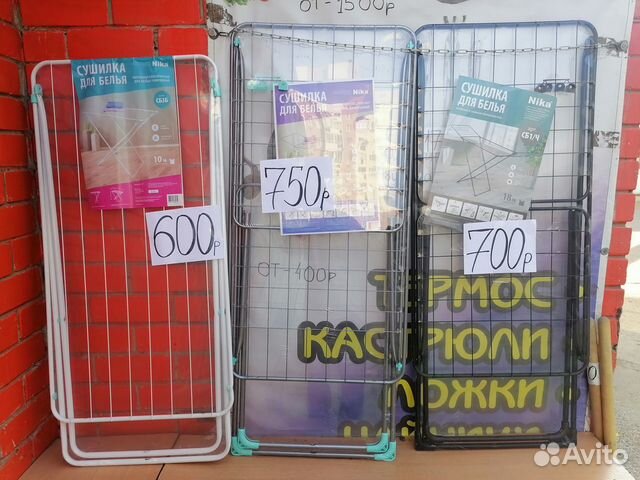 ОТ-1500р
СУШИЛКА
ДЛЯ БЕЛЬЯ
Nika
СБ3Б
10 м
600р
СУШИЛКА
ДЛЯ БЕЛЬЯ
Nika
750р
СУШИЛКА
ДЛЯ БЕЛЬЯ
Nika
СБ1/Ч
18 м
700р
ОТ-400р
ТЕРМОС
КАСТРЮЛИ
ЛОЖКИ
Avito